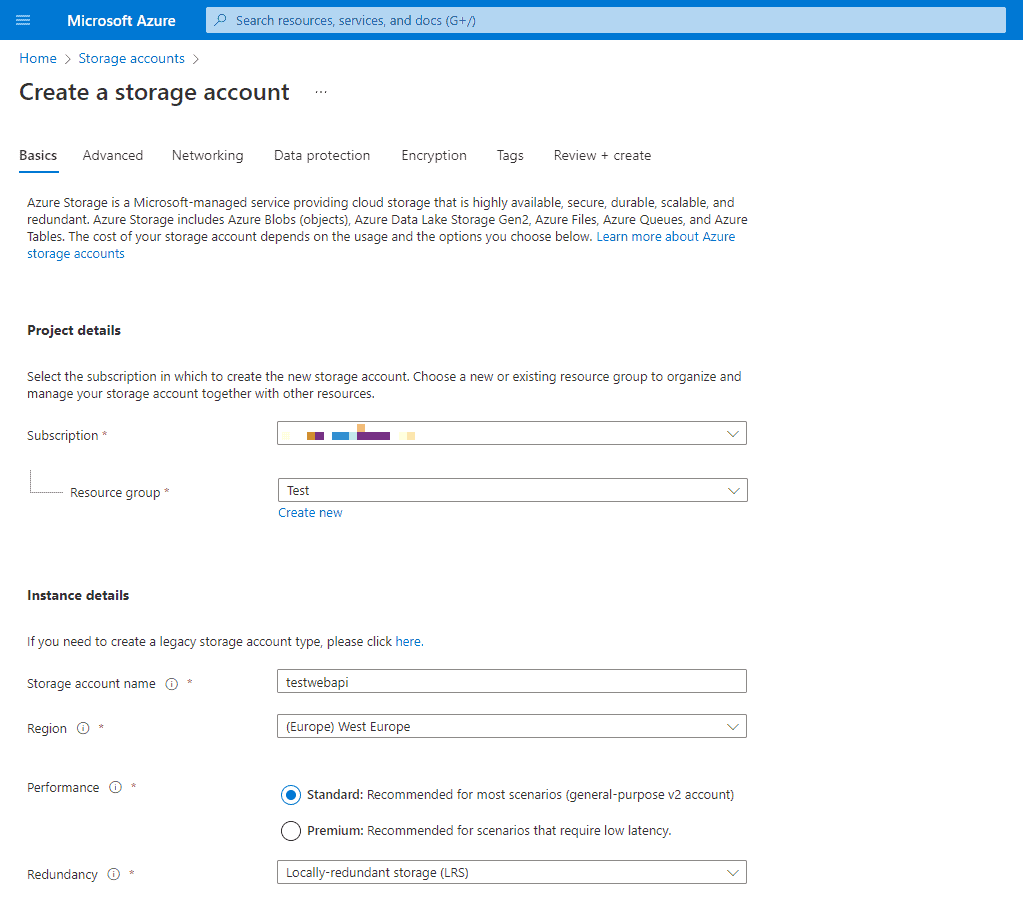 Microsoft Azure
Search resources, services, and docs (G+/)
Home > Storage accounts >
Create a storage account ...
Basics Advanced Networking Data protection Encryption Tags Review + create
Azure Storage is a Microsoft-managed service providing cloud storage that is highly available, secure, durable, scalable, and
redundant. Azure Storage includes Azure Blobs (objects), Azure Data Lake Storage Gen2, Azure Files, Azure Queues, and Azure
Tables. The cost of your storage account depends on the usage and the options you choose below. Learn more about Azure
storage accounts
Project details
Select the subscription in which to create the new storage account. Choose a new or existing resource group to organize and
manage your storage account together with other resources.
Subscription *
Resource group * Test
Create new
Instance details
If you need to create a legacy storage account type, please click here.
Storage account name * testwebapi
Region * (Europe) West Europe
Performance *
Standard: Recommended for most scenarios (general-purpose v2 account)
Premium: Recommended for scenarios that require low latency.
Redundancy * Locally-redundant storage (LRS)